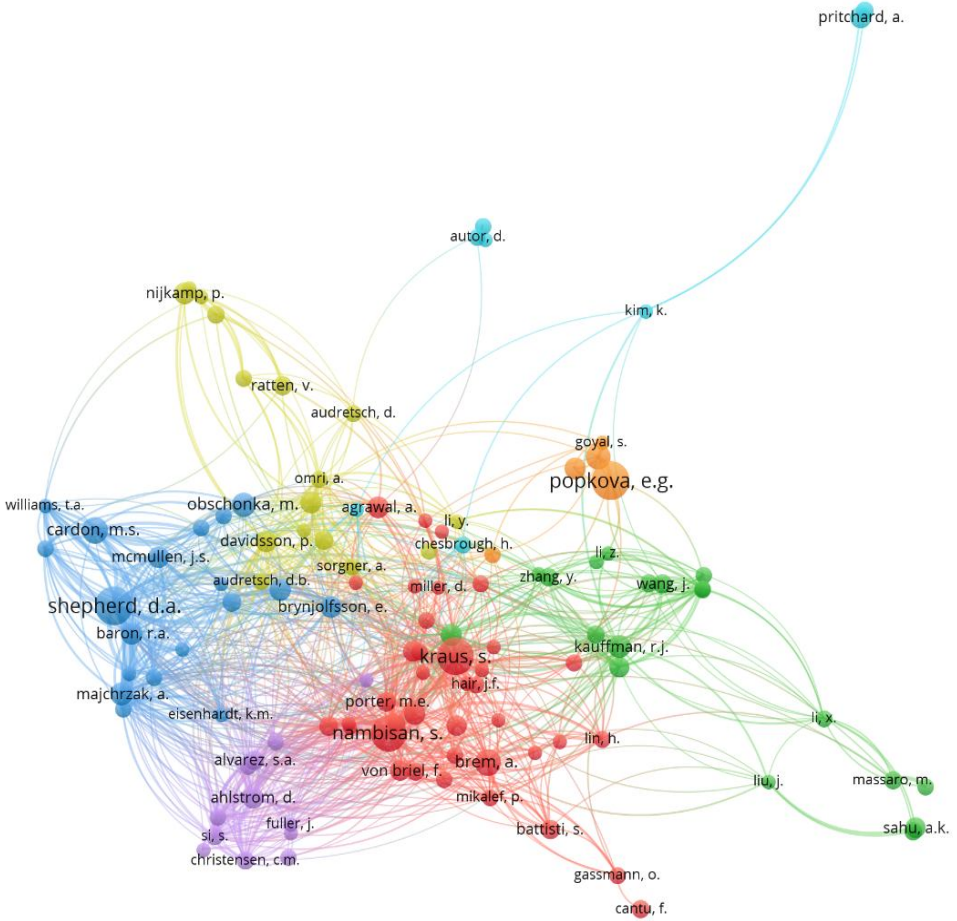 pritchard, a.
autor, d.
nijkamp, p.
kim, k.
ratten, v.
audretsch, d.
goyal, s.
omri, a.
popkova, e.g.
williams, t.a.
obschonka, m.
agrawal, a.
cardon, m.s.
li, y.
davidsson, p.
chesbrough, h.
mcmullen, j.s.
li, z.
sorgner, a.
zhang, y.
audretsch, d.b.
miller, d.
wang, j.
shepherd, d.a.
brynjolfsson, e.
baron, r.a.
kauffman, r.j.
kraus, s.
hair, j.f.
majchrzak, a.
porter, m.e.
eisenhardt, k.m.
li, x.
nambisan, s.
lin, h.
alvarez, s.a.
brem, a.
von briel, f.
liu, j.
massaro, m.
ahlstrom, d.
mikalef, p.
fuller, j.
battisti, s.
sahu, a.k.
si, s.
christensen, c.m.
gassmann, o.
cantu, f.